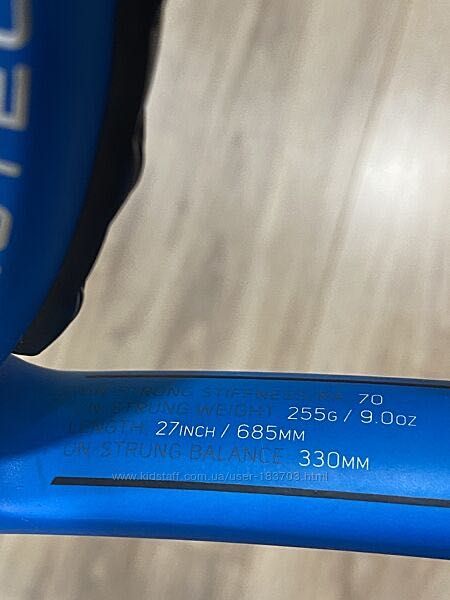 UN-STRUNG STIFFNESS: RA 70
UN-STRUNG WEIGHT 255G / 9.0OZ
LENGTH: 27INCH / 685MM
UN-STRUNG BALANCE 330MM
www.kidstaff.com.ua/user-183703.html